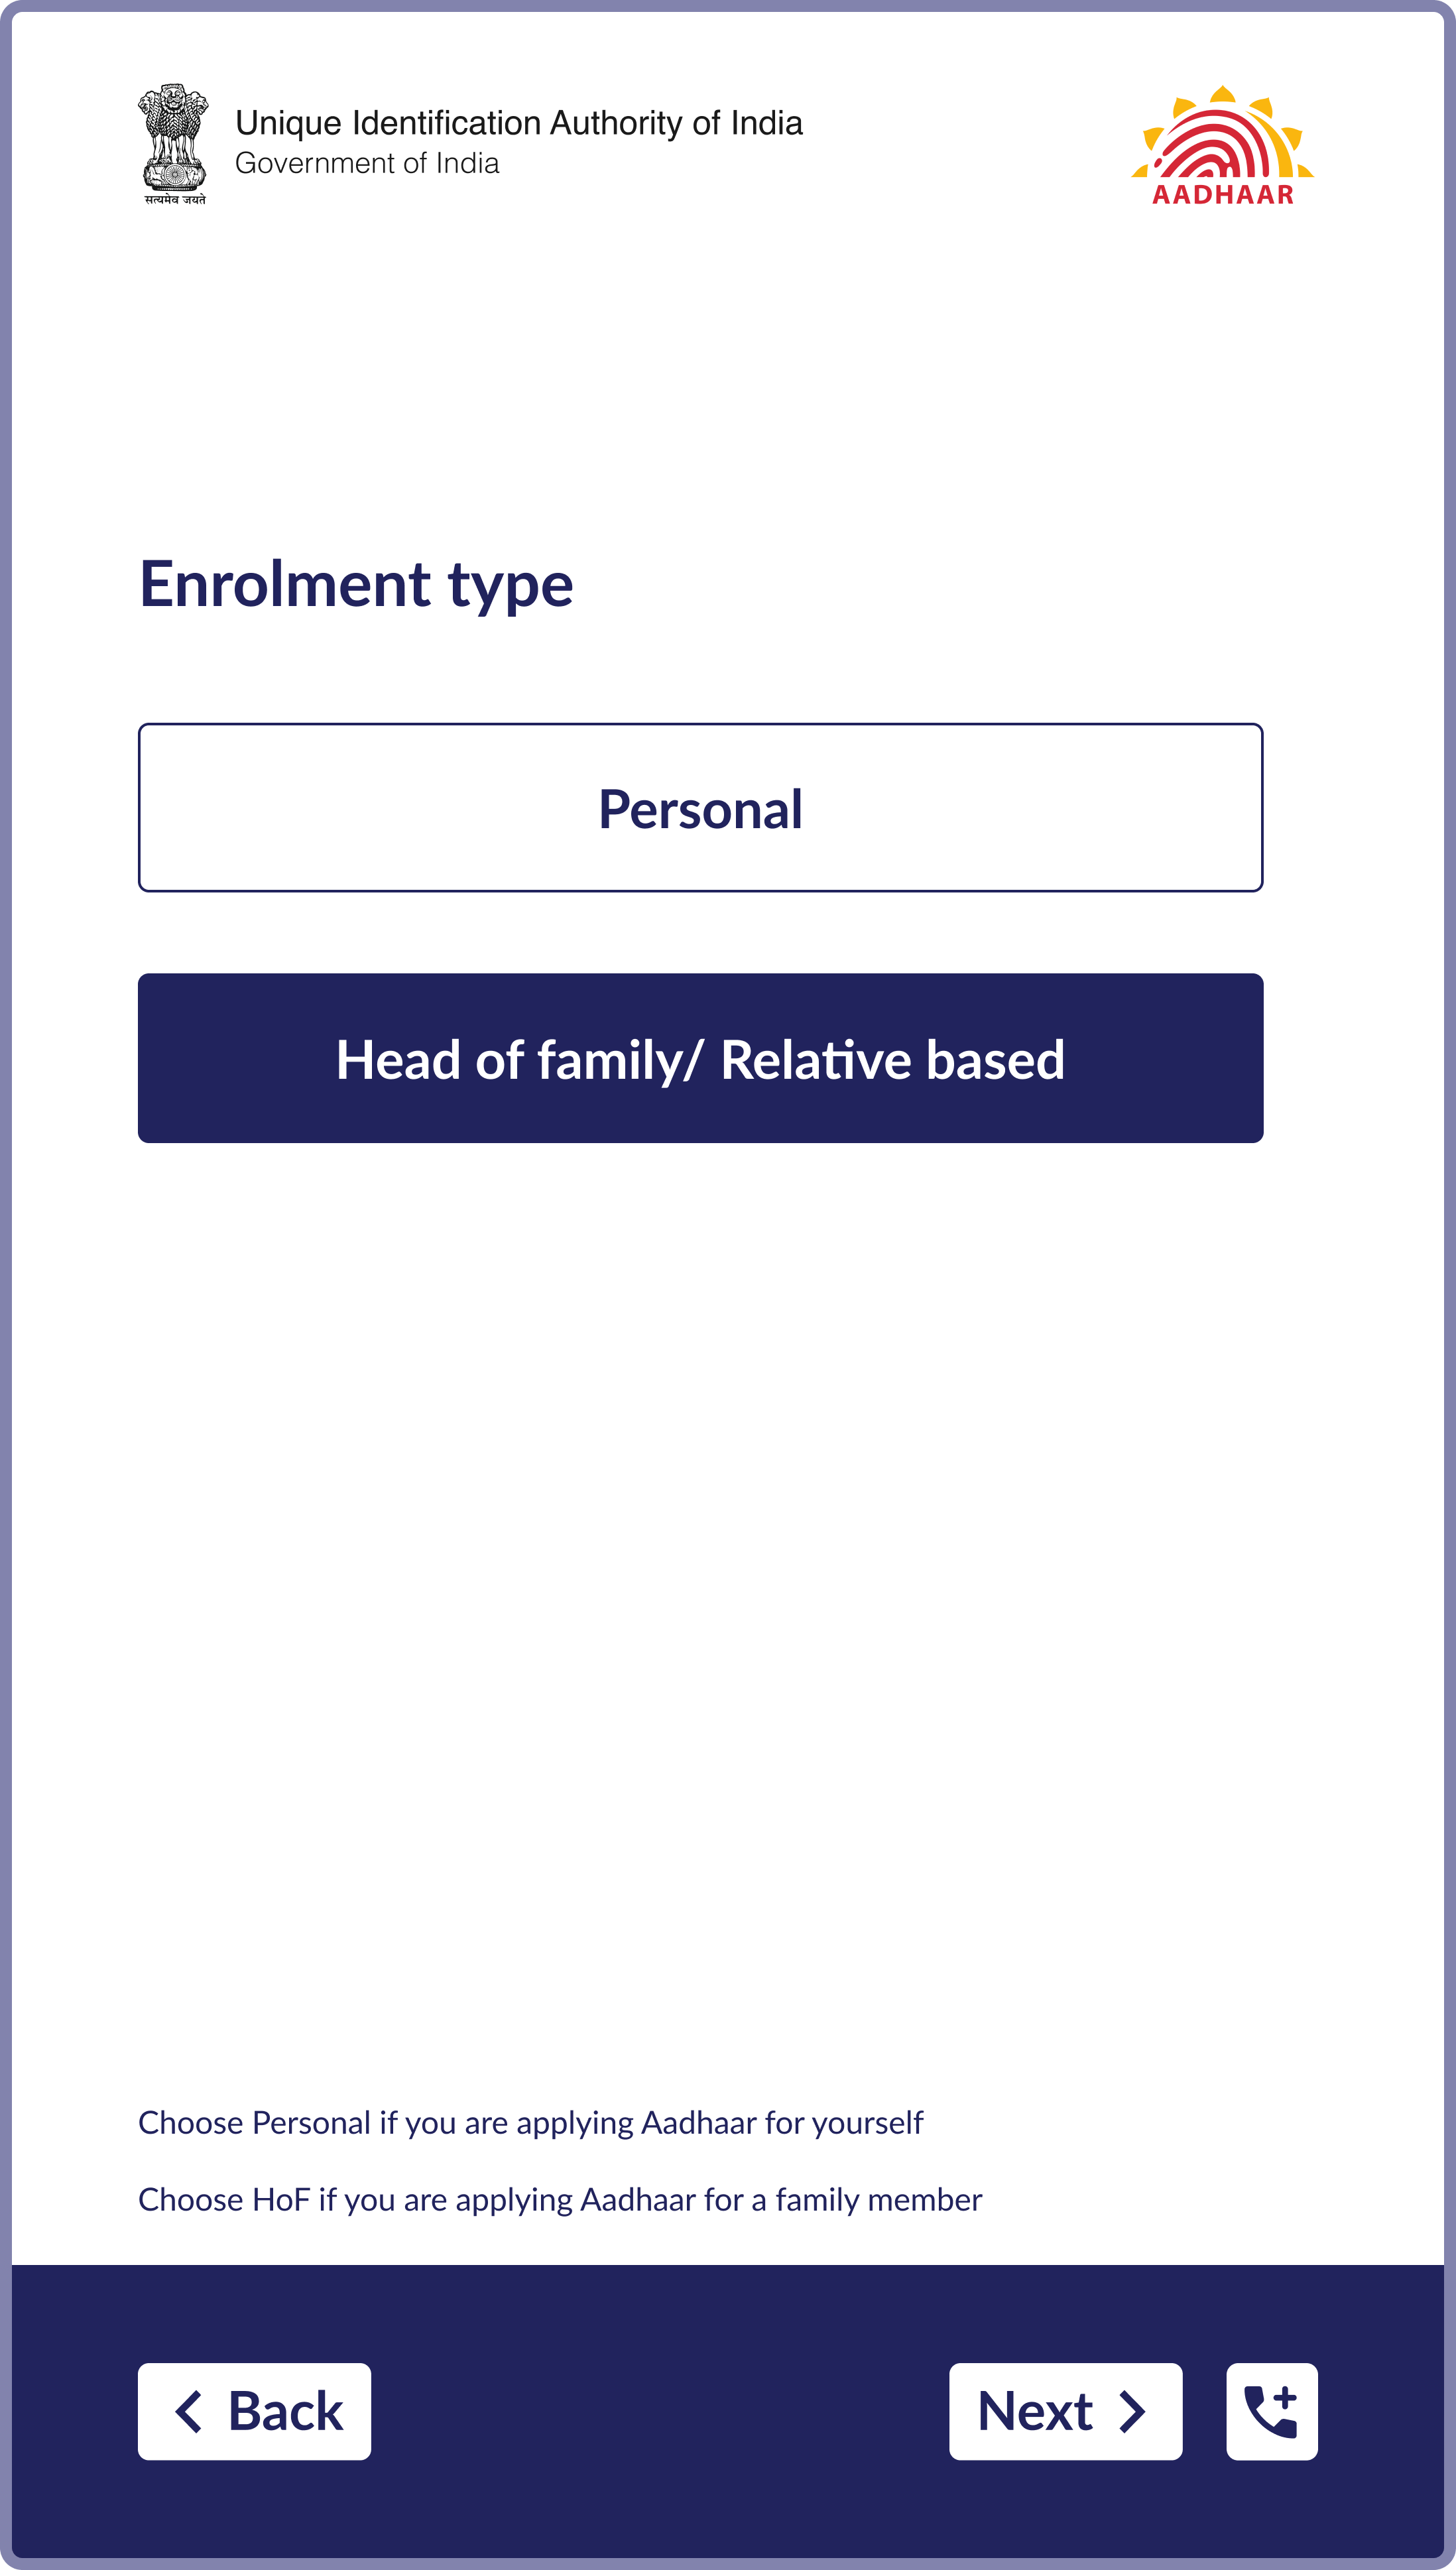 Unique Identification Authority of India
Government of India
सत्यमेव जयते
AADHAAR
Enrolment type
Personal
Head of family/ Relative based
Choose Personal if you are applying Aadhaar for yourself
Choose HoF if you are applying Aadhaar for a family member
Back
Next